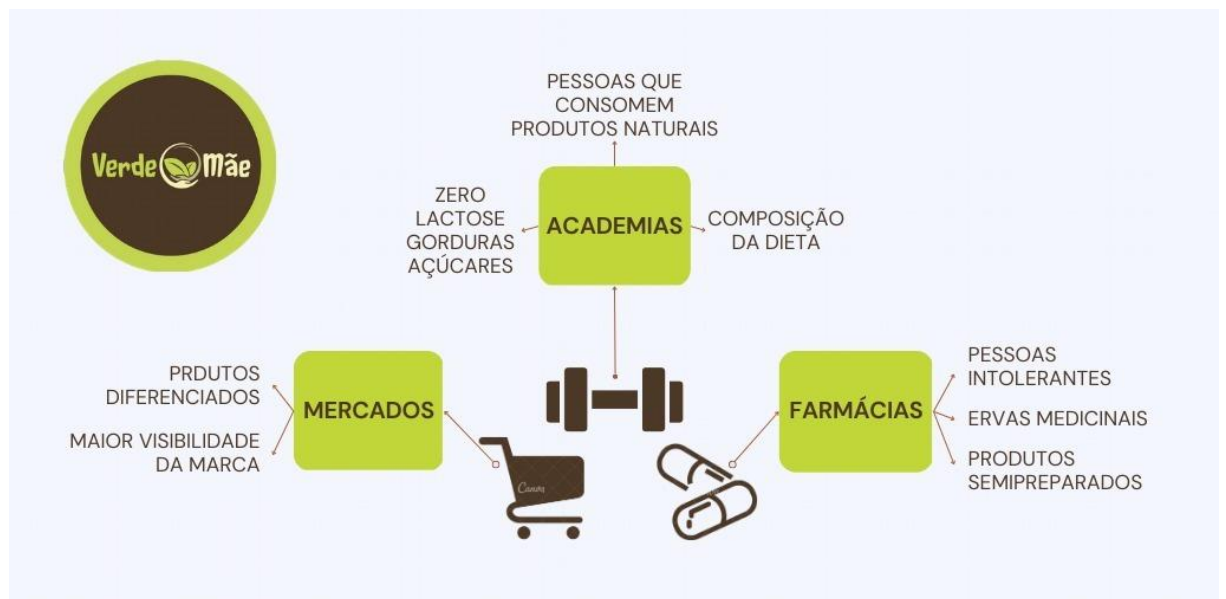 Verde Mãe
PESSOAS QUE
CONSOMEM
PRODUTOS NATURAIS
ZERO
LACTOSE
GORDURAS
AÇÚCARES
ACADEMIAS
COMPOSIÇÃO
DA DIETA
PRDUTOS
DIFERENCIADOS
MAIOR VISIBILIDADE
DA MARCA
MERCADOS
Canva
FARMÁCIAS
PESSOAS
INTOLERANTES
ERVAS MEDICINAIS
PRODUTOS
SEMIPREPARADOS